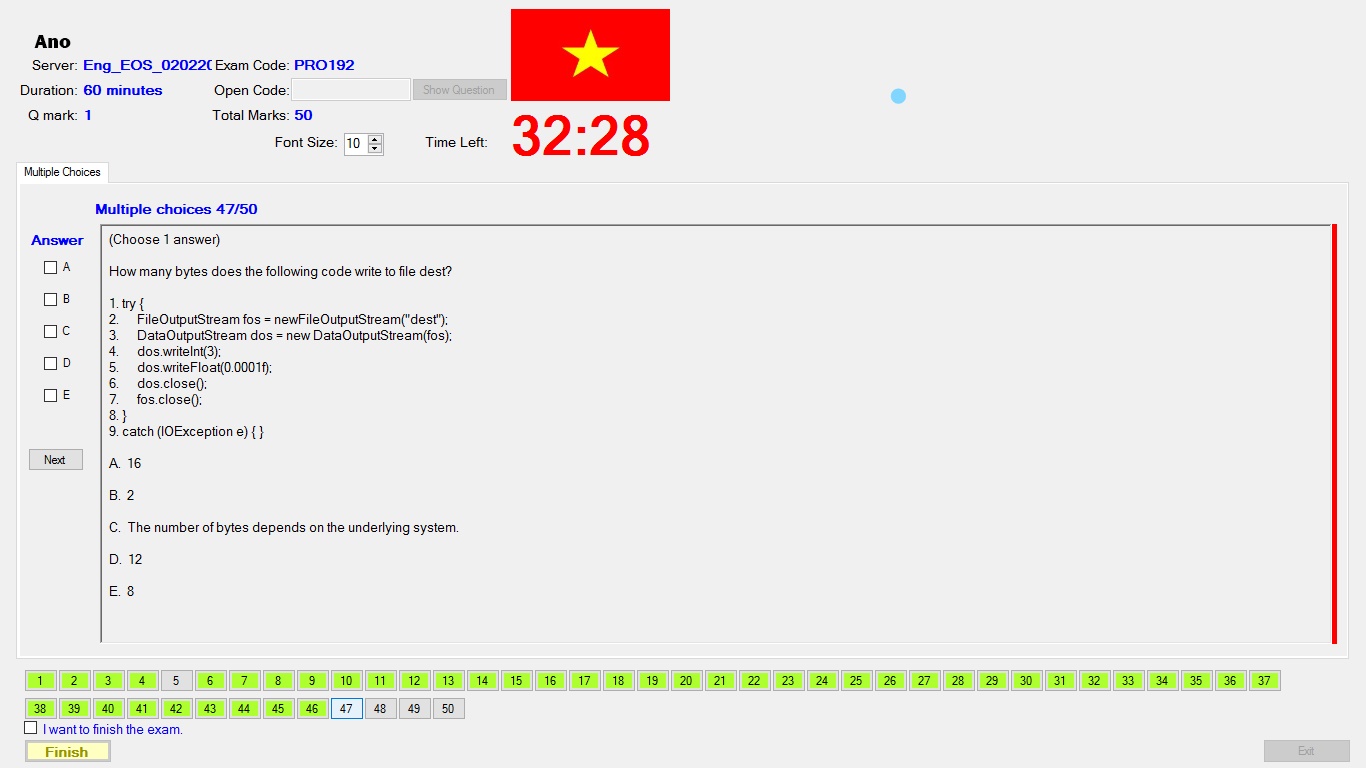 Ano
Server: Eng_EOS_020220 Exam Code: PRO192
Duration: 60 minutes Open Code: Show Question
Q mark: 1 Total Marks: 50
Font Size: 10 Time Left: 32:28
Multiple Choices
Multiple choices 47/50
Answer
A
B
C
D
E
Next
(Choose 1 answer)
How many bytes does the following code write to file dest?
1. try {
2. FileOutputStream fos = newFileOutputStream("dest");
3. DataOutputStream dos = new DataOutputStream(fos);
4. dos.writeInt(3);
5. dos.writeFloat(0.0001f);
6. dos.close();
7. fos.close();
8. }
9. catch (IOException e) { }
A. 16
B. 2
C. The number of bytes depends on the underlying system.
D. 12
E. 8
1 2 3 4 5 6 7 8 9 10 11 12 13 14 15 16 17 18 19 20 21 22 23 24 25 26 27 28 29 30 31 32 33 34 35 36 37
38 39 40 41 42 43 44 45 46 47 48 49 50
I want to finish the exam.
Finish
Exit